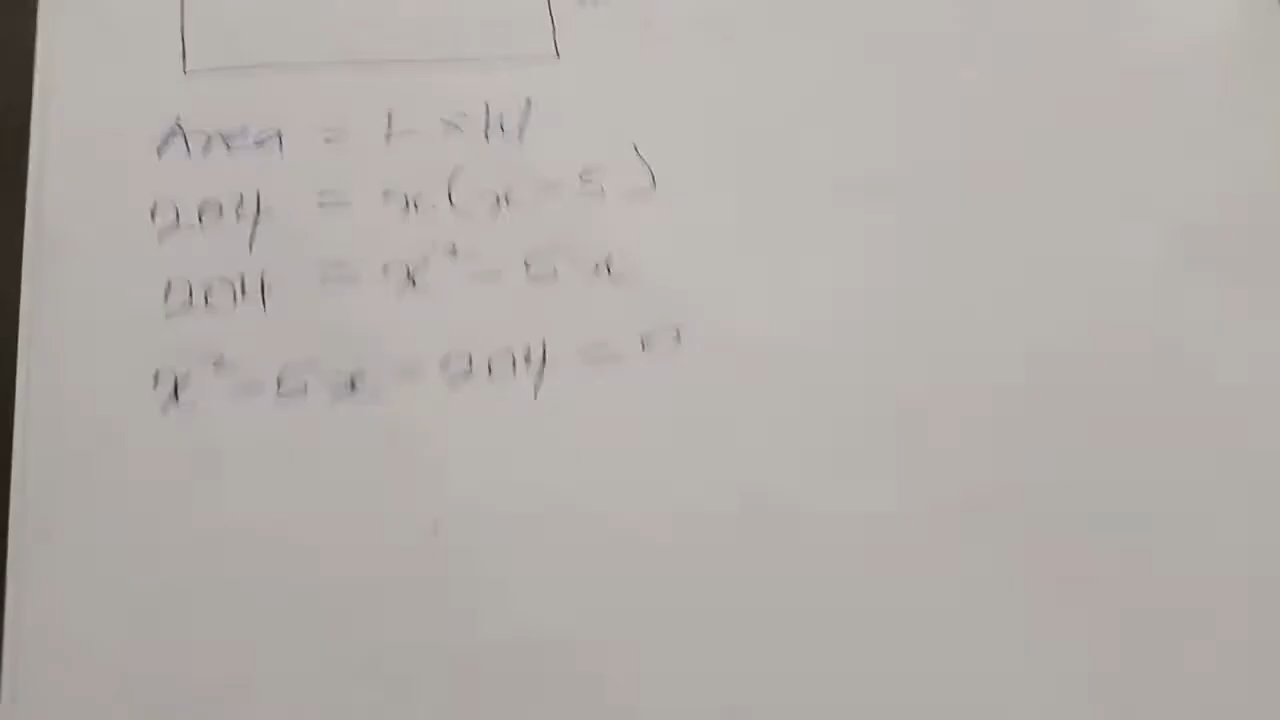 Area = L × W
204 = x(x - 5)
204 = x² - 5x
x² - 5x - 204 = 0